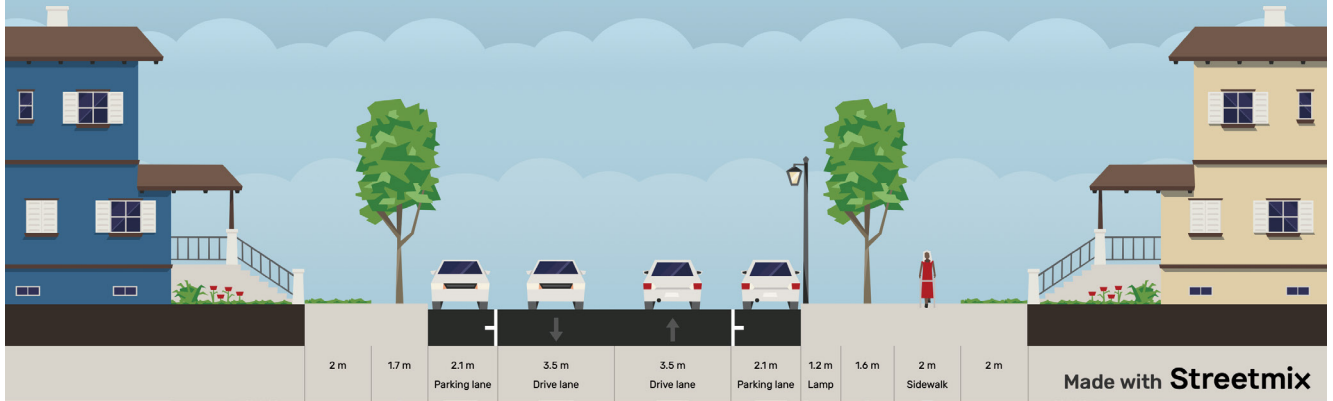 2 m
1.7 m
2.1 m
Parking lane
3.5 m
Drive lane
3.5 m
Drive lane
2.1 m
Parking lane
1.2 m
Lamp
1.6 m
2 m
Sidewalk
2 m
Made with Streetmix